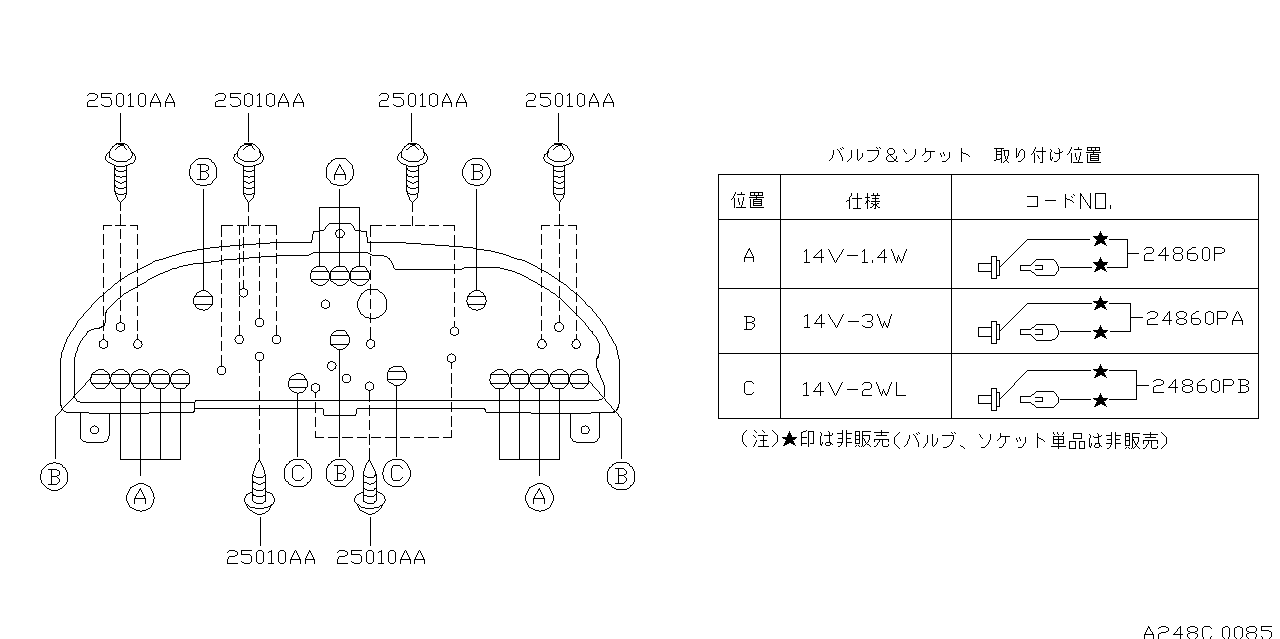 25010AA 25010AA 25010AA 25010AA
B A B
バルブ&ソケット 取り付け位置
位置 仕様 コードNO.
A 14V-1.4W ★ ★ 24860P
B 14V-3W ★ ★ 24860PA
C 14V-2WL ★ ★ 24860PB
(注)★印は非販売(バルブ、ソケット単品は非販売)
B A C B C A B
25010AA 25010AA
A248C 0085